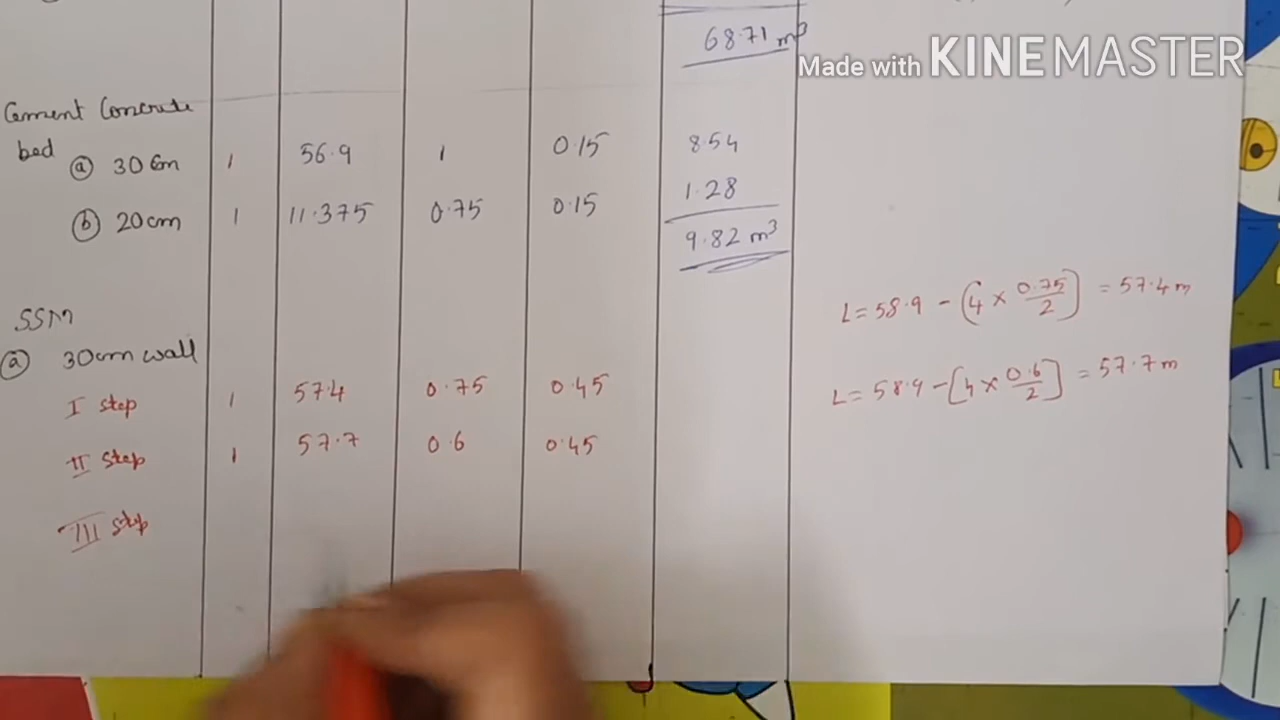 68.71 m³
Made with KINEMASTER
Cement Concrete
bed (a) 30 cm 1 56.9 1 0.15 8.54
(b) 20cm 1 11.375 0.75 0.15 1.28
9.82 m³
SSM
(a) 30cm wall
I step 1 57.4 0.75 0.45
II step 1 57.7 0.6 0.45
III step
L = 58.9 - (4 × 0.75/2) = 57.4 m
L = 58.9 - [4 × 0.6/2] = 57.7 m